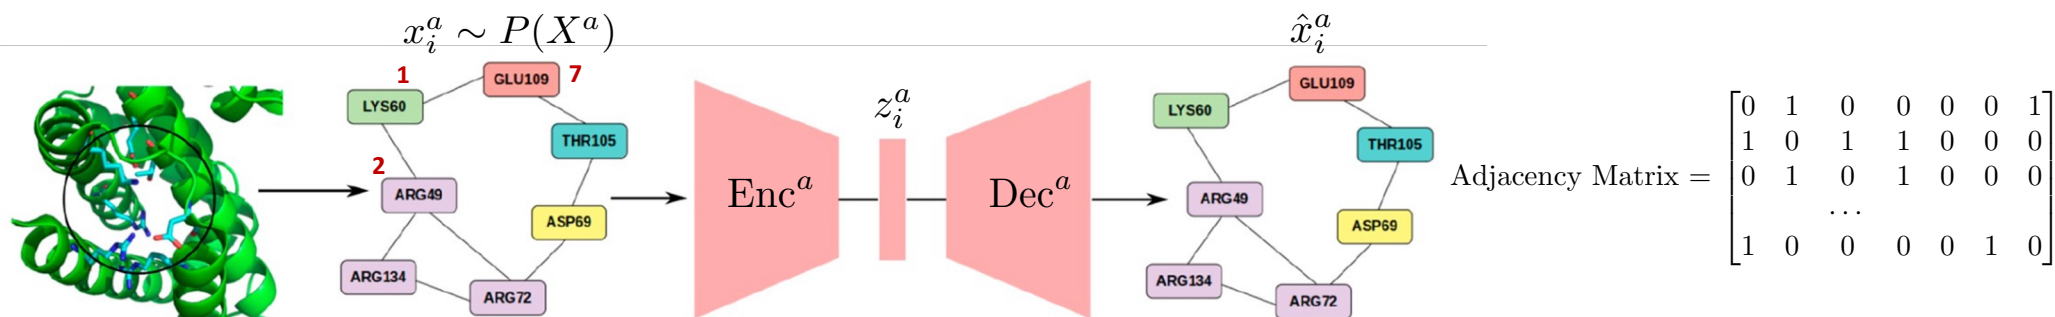 x_i^a ~ P(X^a)
1
GLU109
7
LYS60
THR105
2
ARG49
ASP69
ARG134
ARG72
Enc^a
z_i^a
Dec^a
x̂_i^a
GLU109
LYS60
THR105
ARG49
ASP69
ARG134
ARG72
Adjacency Matrix =
0 1 0 0 0 0 1
1 0 1 1 0 0 0
0 1 0 1 0 0 0
...
1 0 0 0 0 1 0